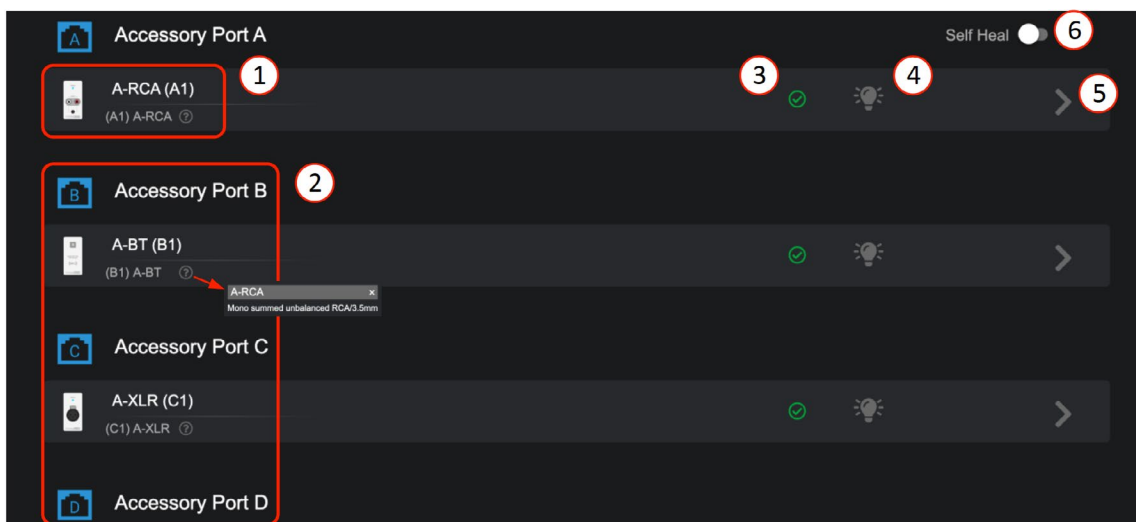 A
Accessory Port A
Self Heal
6
A-RCA (A1)
1
3
4
5
(A1) A-RCA ?
B
Accessory Port B
2
A-BT (B1)
(B1) A-BT ?
A-RCA ×
Mono summed unbalanced RCA/3.5mm
C
Accessory Port C
A-XLR (C1)
(C1) A-XLR ?
D
Accessory Port D